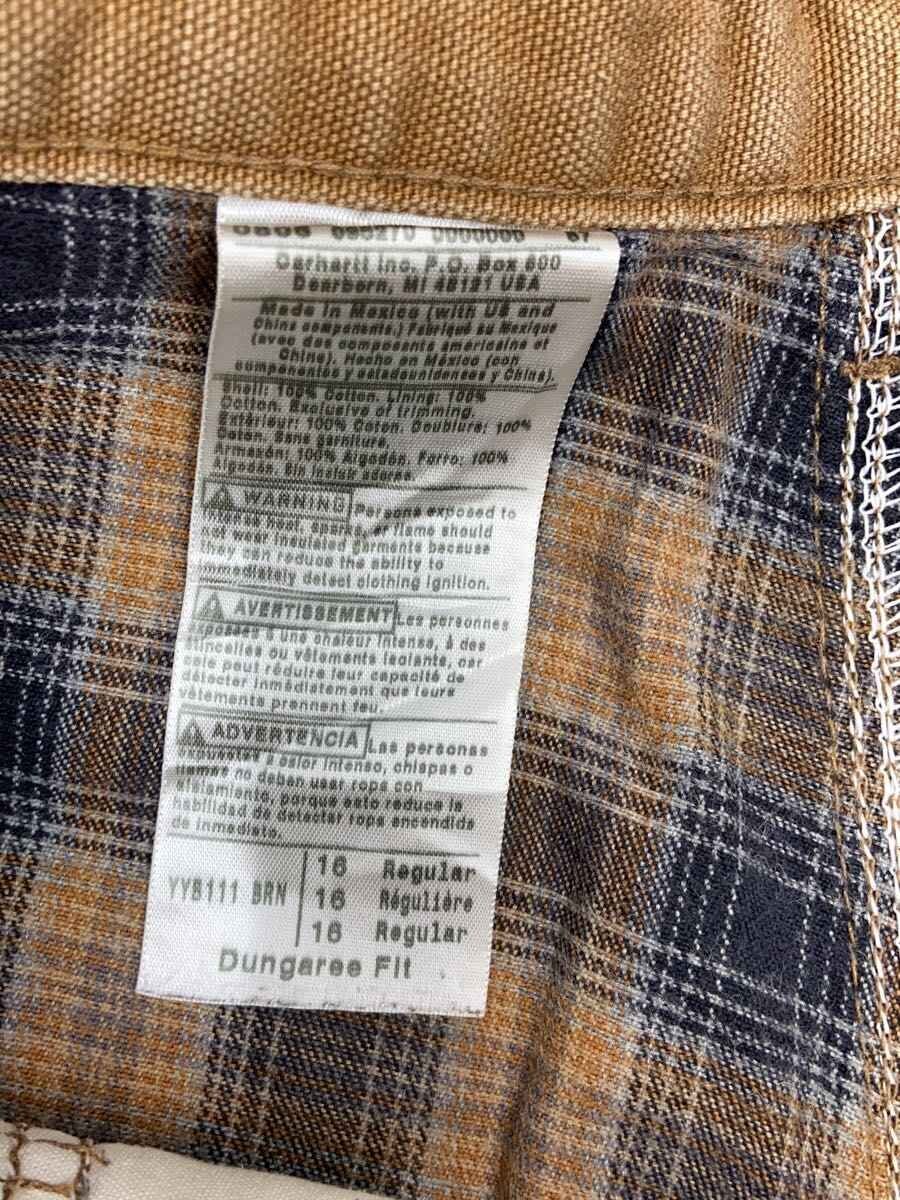 095270 0000000 67
Carhartt Inc. P.O. Box 600
Dearborn, MI 48121 USA
Made in Mexico (with US and
China components.) Fabriqué au Mexique
(avec des composants americains et
Chine). Hecho en México (con
componentes y estadounidenses y China).
Shell: 100% Cotton. Lining: 100%
Cotton. Exclusive of trimming.
Extérieur: 100% Coton. Doublure: 100%
Coton. Sans garniture.
Armazón: 100% Algodón. Forro: 100%
Algodón. Sin incluir adorno.
WARNING Persons exposed to
intense heat, sparks, or flame should
not wear insulated garments because
they can reduce the ability to
immediately detect clothing ignition.
AVERTISSEMENT Les personnes
exposées à une chaleur intense, à des
étincelles ou vêtements isolants, car
cela peut réduire leur capacité de
détecter inmédiatement que leurs
vêtements prennent feu.
ADVERTENCIA Las personas
expuestas a calor intenso, chispas o
llamas no deben usar ropa con
aislamiento, porque esto reduce la
habilidad de detectar ropa encendida
de inmediato.
16 Regular
YYB111 BRN 16 Régulière
16 Regular
Dungaree Fit